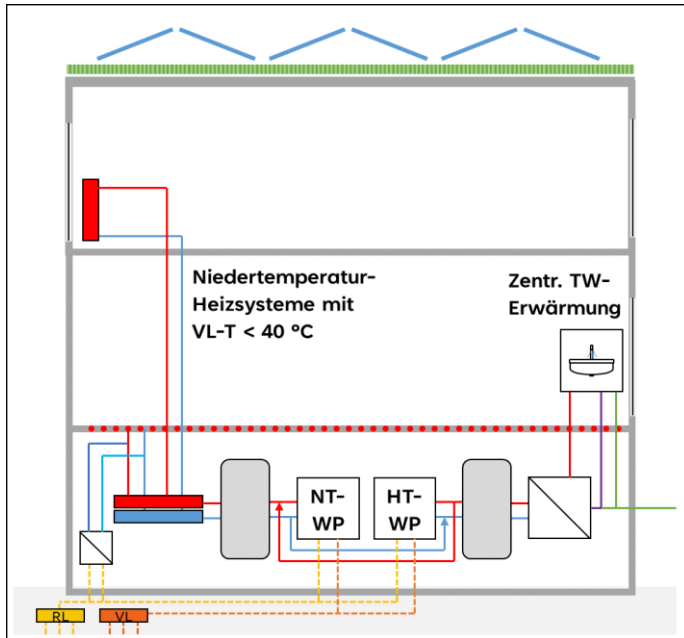 Niedertemperatur-
Heizsysteme mit
VL-T < 40 °C
Zentr. TW-
Erwärmung
NT-
WP
HT-
WP
RL
VL